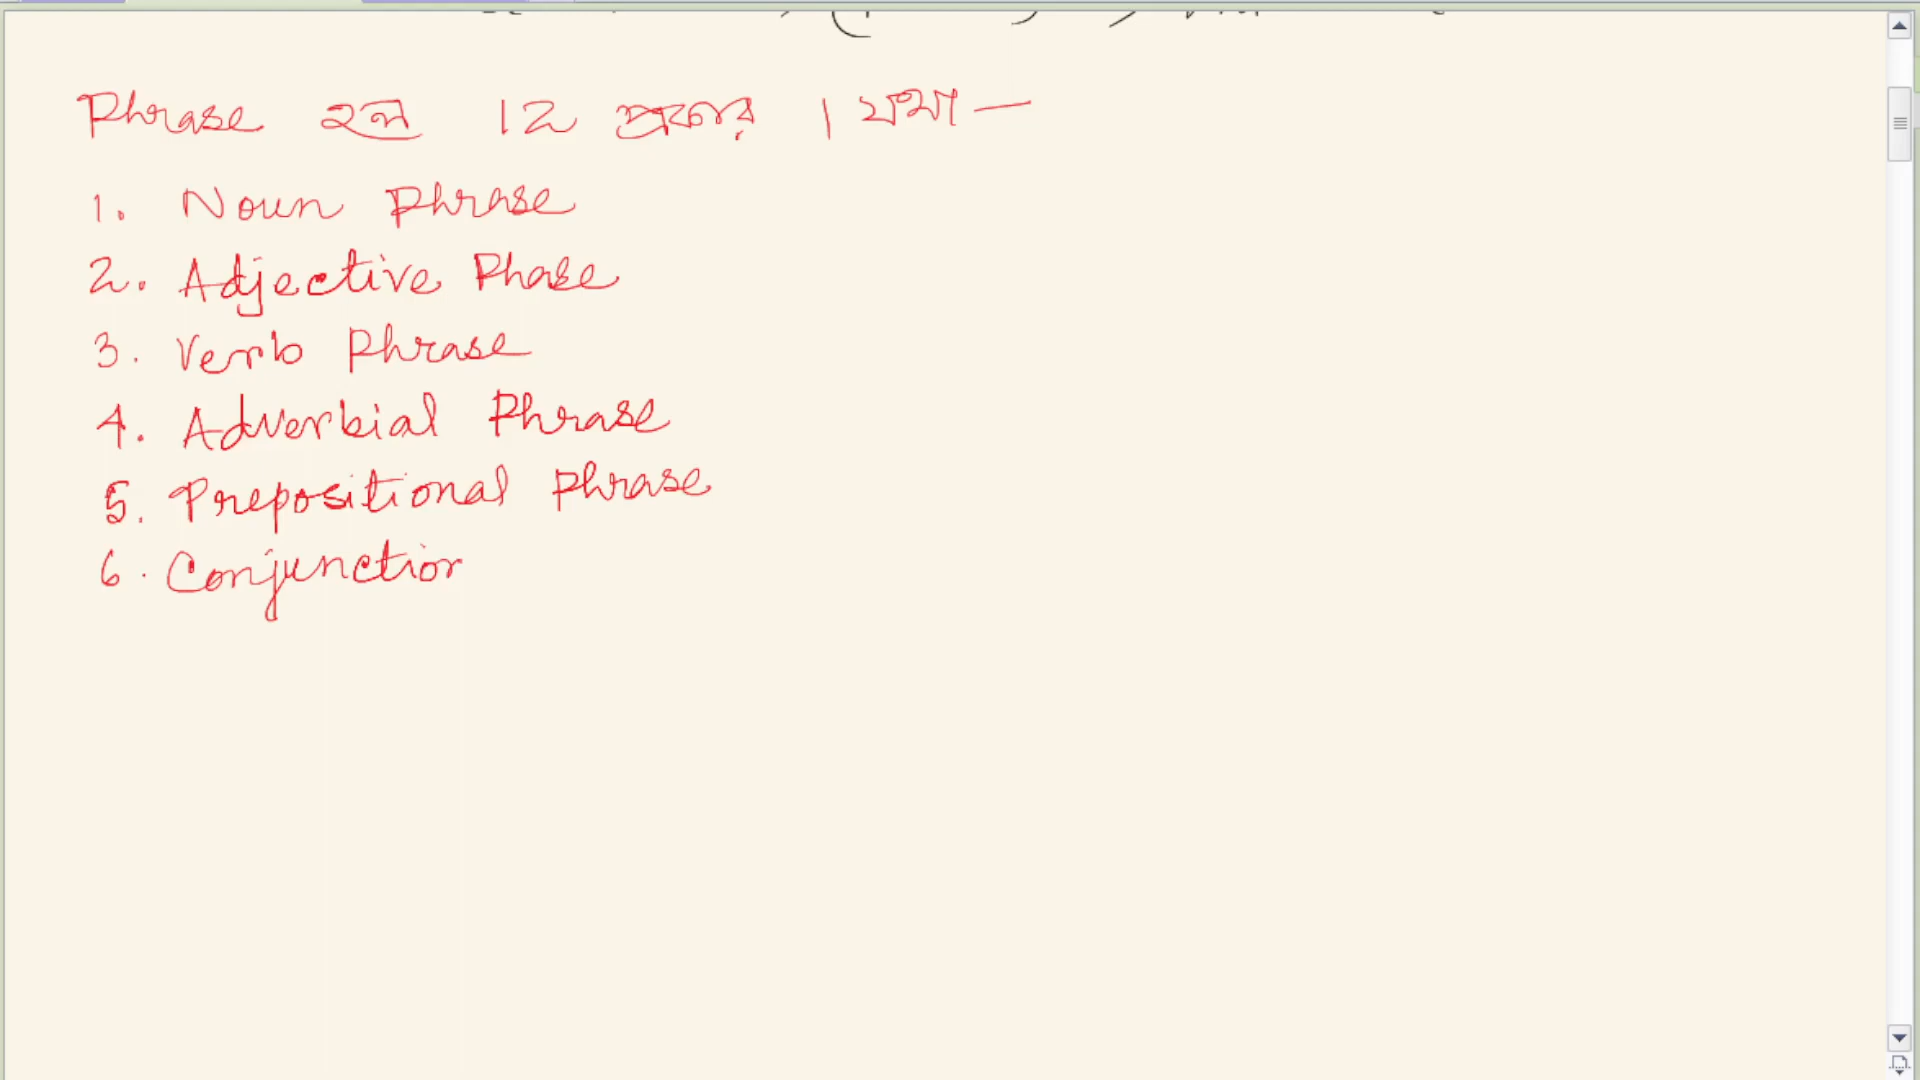 Phrase হল 12 প্রকার । যথা —
1. Noun Phrase
2. Adjective Phase
3. Verb Phrase
4. Adverbial Phrase
5. Prepositional Phrase
6. Conjunction